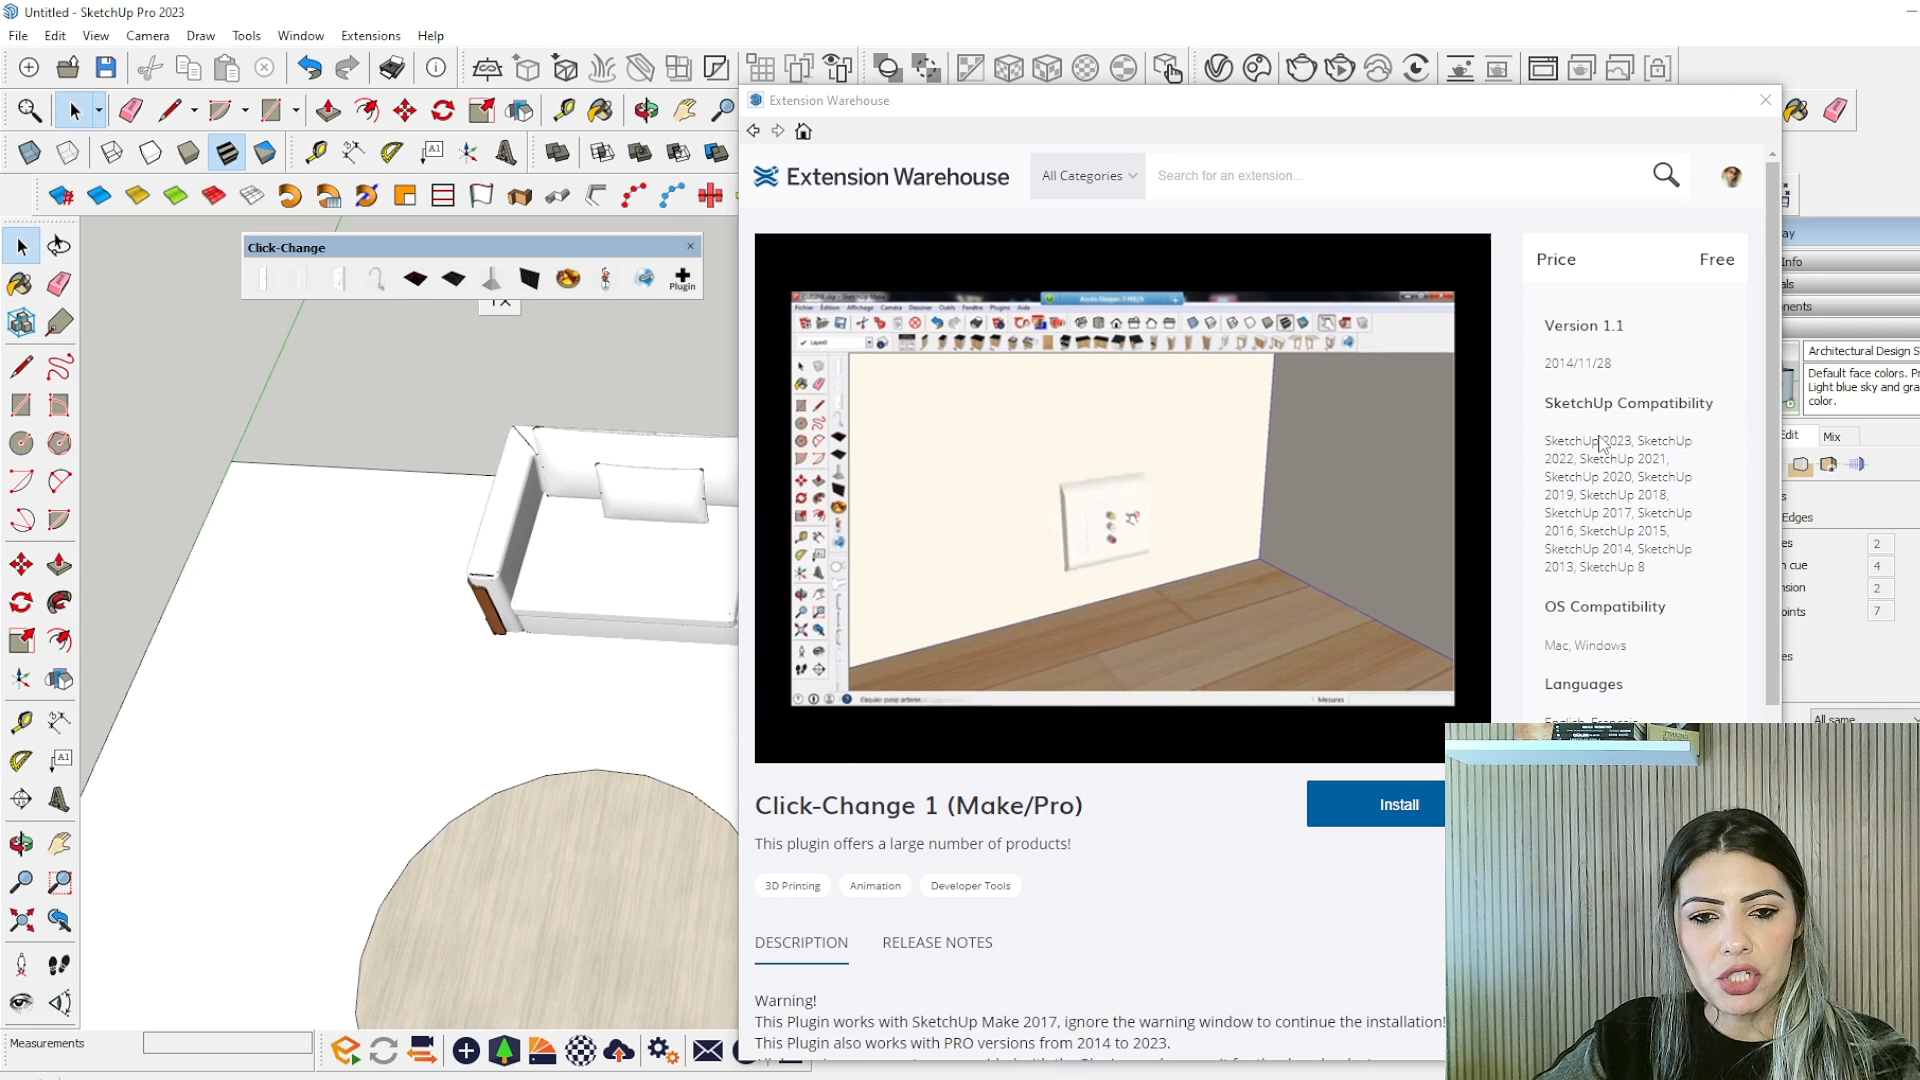 Untitled - SketchUp Pro 2023
File Edit View Camera Draw Tools Window Extensions Help
Extension Warehouse
Extension Warehouse
All Categories
Search for an extension...
Click-Change
Plugin
Price Free
Version 1.1
2014/11/28
SketchUp Compatibility
SketchUp 2023, SketchUp
2022, SketchUp 2021,
SketchUp 2020, SketchUp
2019, SketchUp 2018,
SketchUp 2017, SketchUp
2016, SketchUp 2015,
SketchUp 2014, SketchUp
2013, SketchUp 8
OS Compatibility
Mac, Windows
Languages
English, Français
Click-Change 1 (Make/Pro)
Install
This plugin offers a large number of products!
3D Printing
Animation
Developer Tools
DESCRIPTION RELEASE NOTES
Warning!
This Plugin works with SketchUp Make 2017, ignore the warning window to continue the installation!
This Plugin also works with PRO versions from 2014 to 2023.
Architectural Design S
Default face colors. Pr
Light blue sky and gra
color.
Mix
Edges
2
4
2
7
All same
Measurements